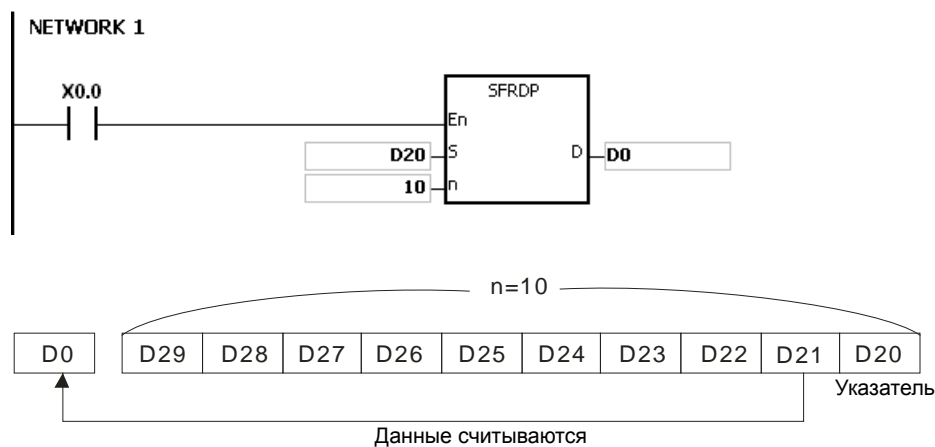 NETWORK 1
X0.0
SFRDP
En
D20 S D D0
10 n
n=10
D0 D29 D28 D27 D26 D25 D24 D23 D22 D21 D20
Указатель
Данные считываются